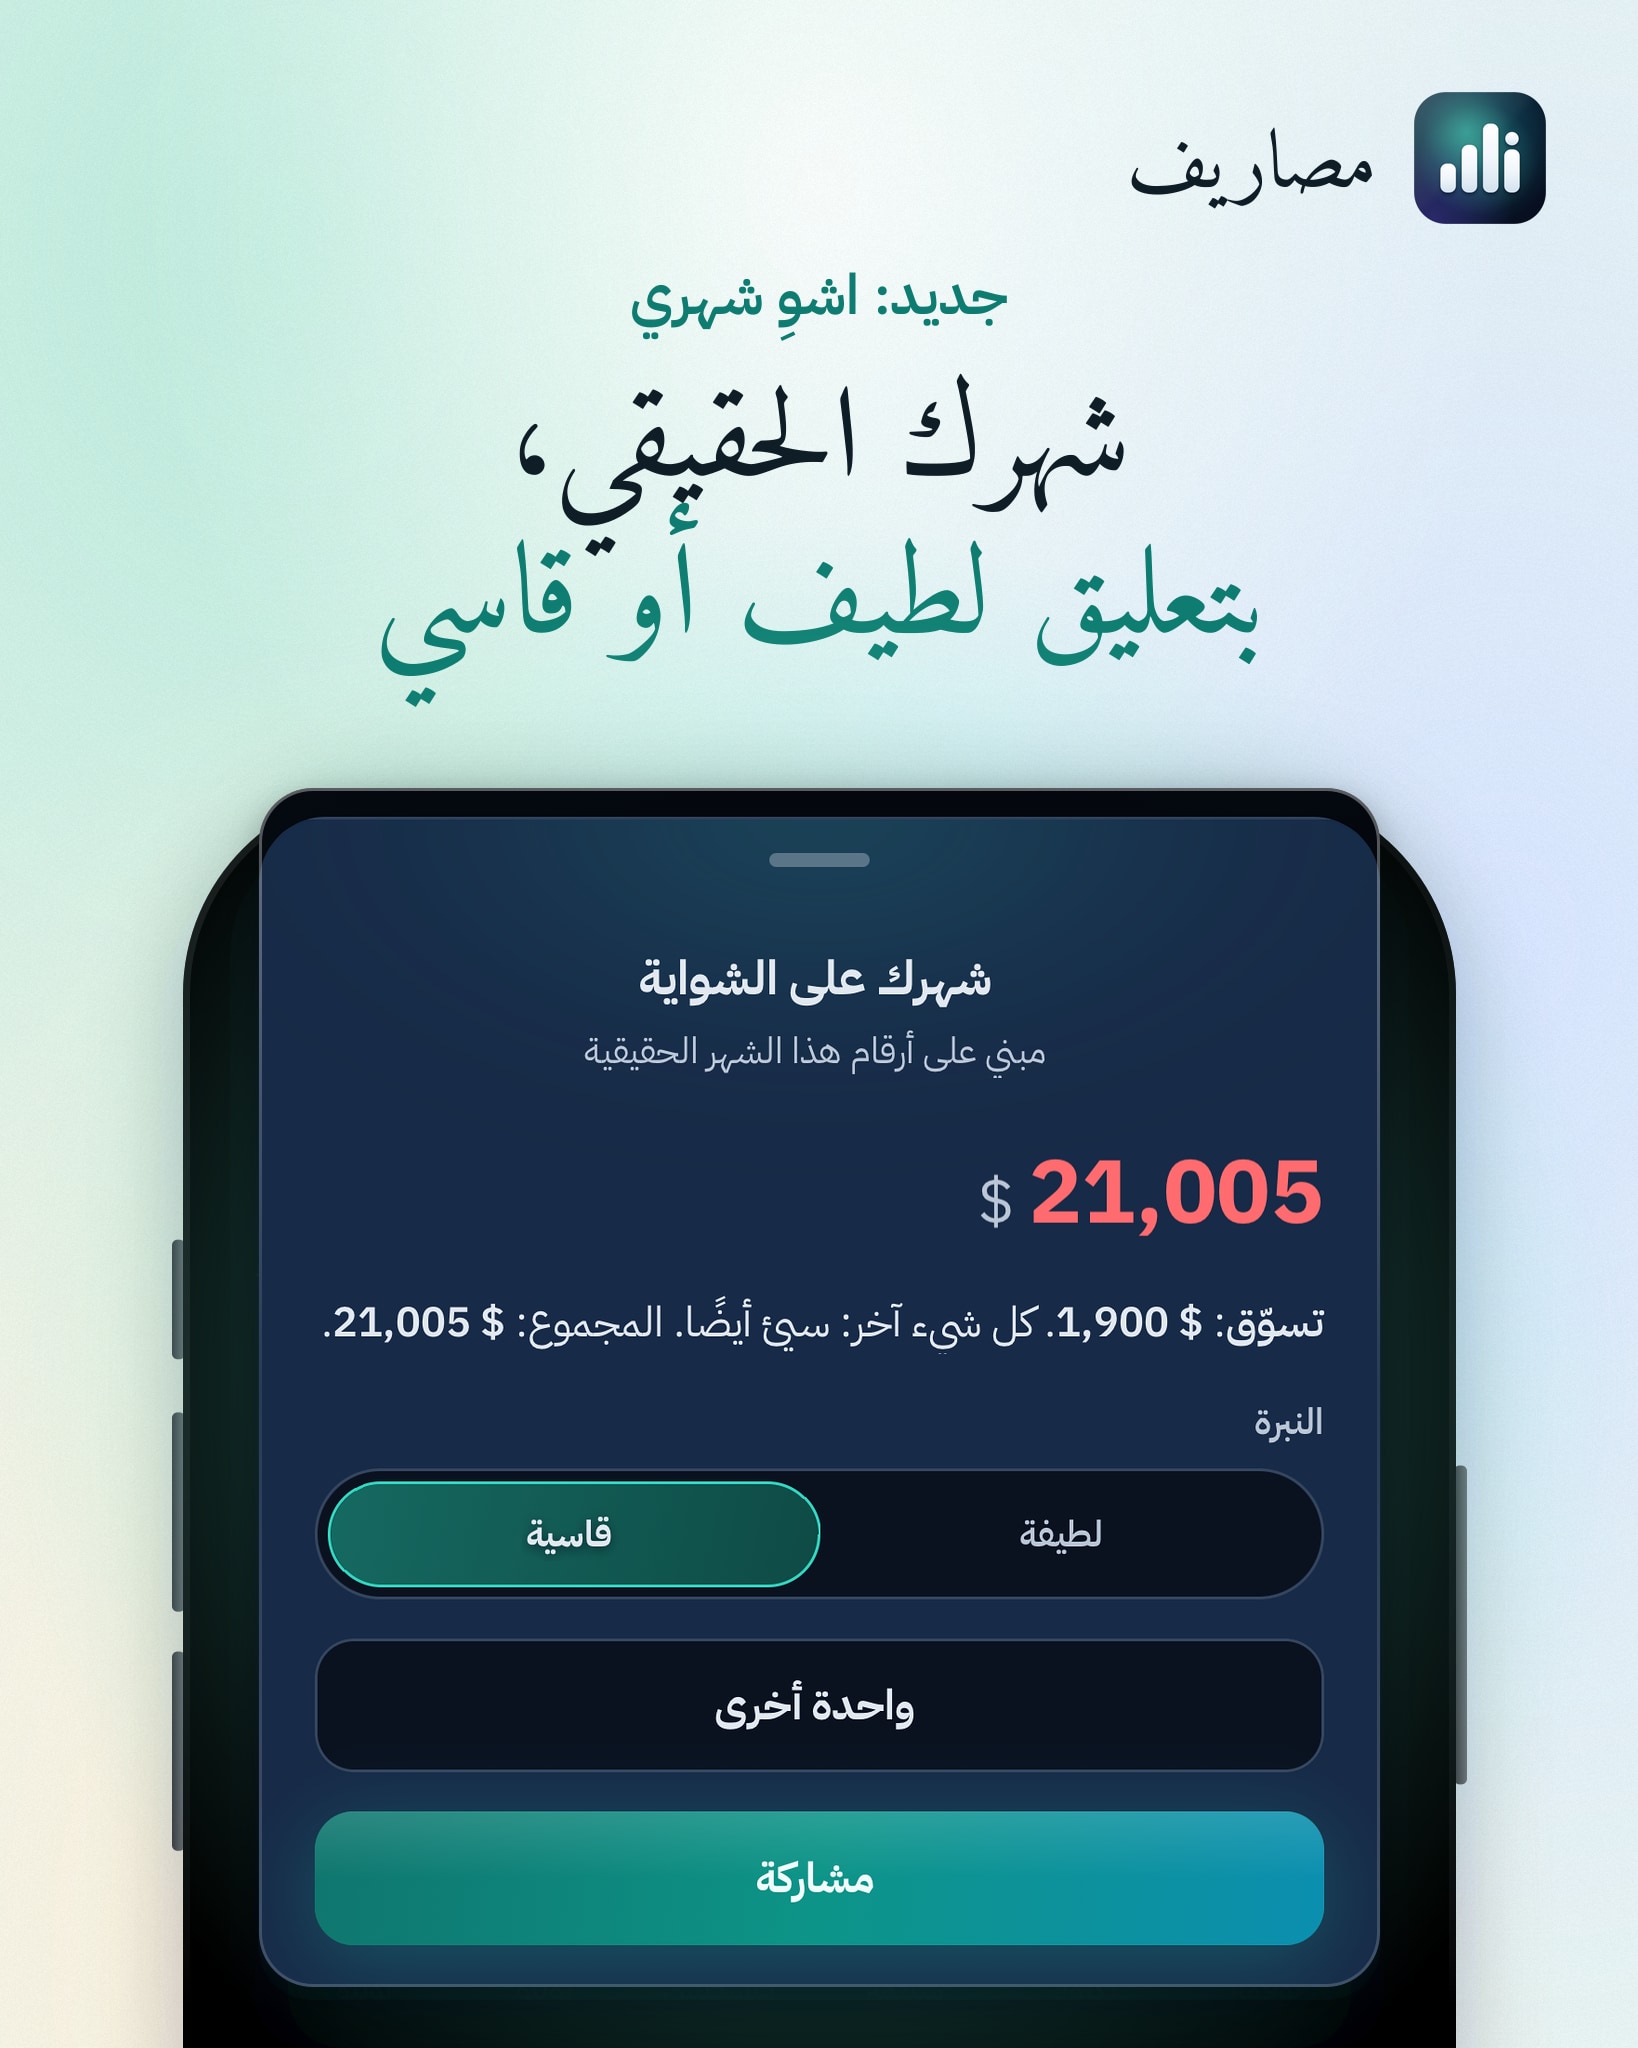 مصاريف
جديد: اشوِ شهري
شهرك الحقيقي،
بتعليق لطيف أو قاسي
شهرك على الشواية
مبني على أرقام هذا الشهر الحقيقية
21,005 $
تسوّق: $ 1,900. كل شيء آخر: سيئ أيضًا. المجموع: $ 21,005.
النبرة
لطيفة
قاسية
واحدة أخرى
مشاركة